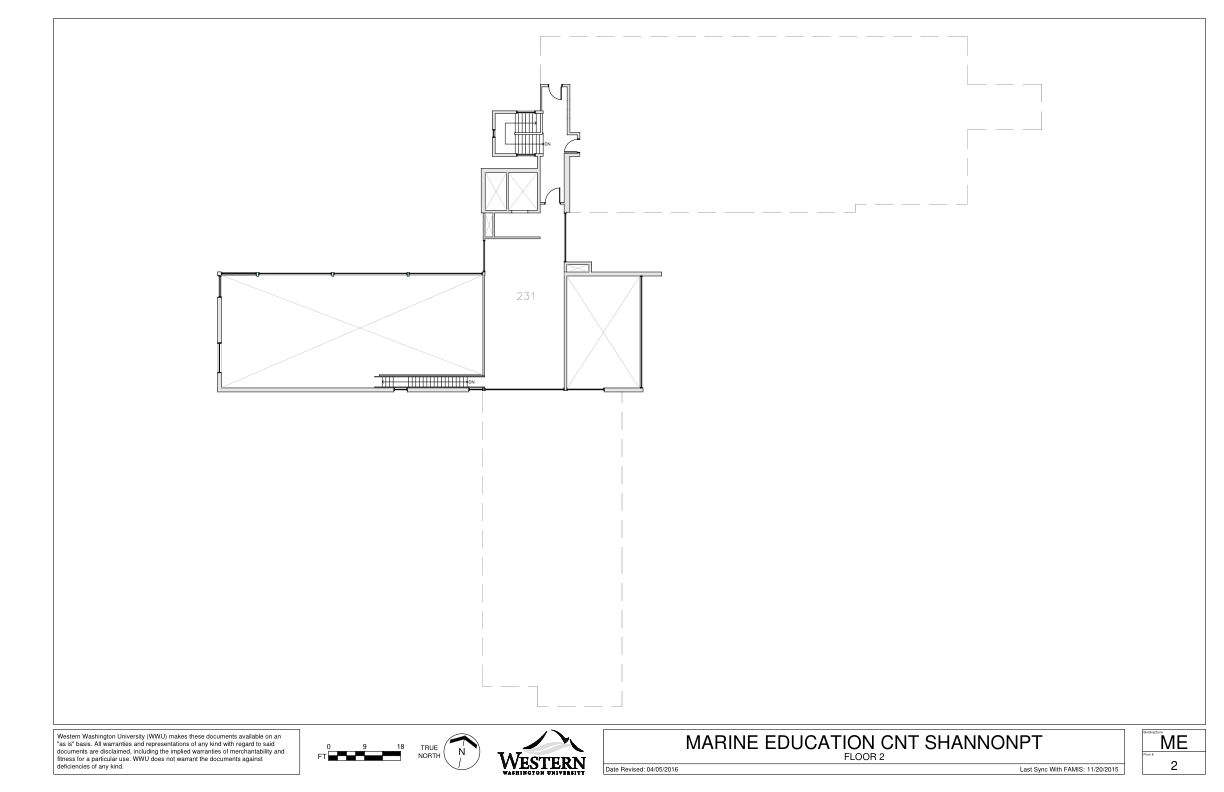 DN
231
DN
Western Washington University (WWU) makes these documents available on an
"as is" basis. All warranties and representations of any kind with regard to said
documents are disclaimed, including the implied warranties of merchantability and
fitness for a particular use. WWU does not warrant the documents against
deficiencies of any kind.
0 9 18
FT
TRUE
NORTH
N
WESTERN
WASHINGTON UNIVERSITY
MARINE EDUCATION CNT SHANNONPT
FLOOR 2
Date Revised: 04/05/2016
Last Sync With FAMIS: 11/20/2015
ME
Floor #
2